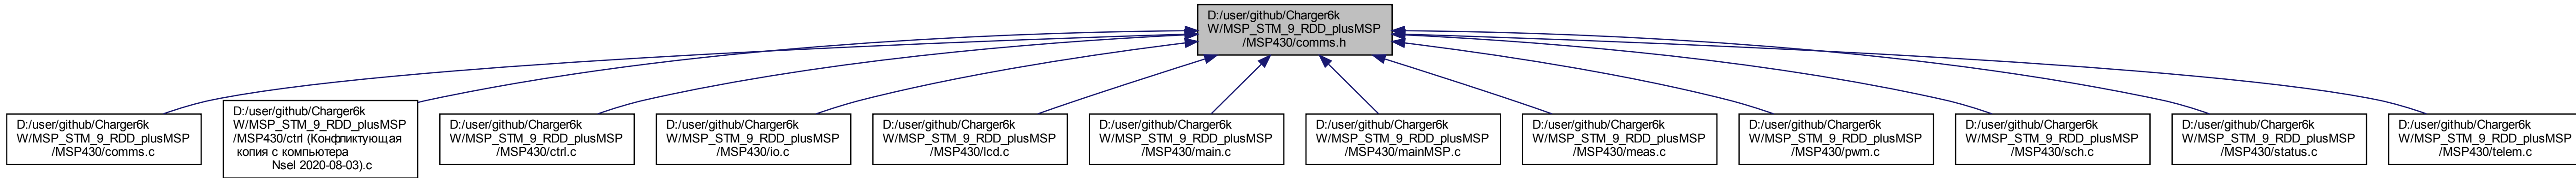 D:/user/github/Charger6k
W/MSP_STM_9_RDD_plusMSP
/MSP430/comms.h
D:/user/github/Charger6k
W/MSP_STM_9_RDD_plusMSP
/MSP430/comms.c
D:/user/github/Charger6k
W/MSP_STM_9_RDD_plusMSP
/MSP430/ctrl (Конфликтующая
копия с компьютера
Nsel 2020-08-03).c
D:/user/github/Charger6k
W/MSP_STM_9_RDD_plusMSP
/MSP430/ctrl.c
D:/user/github/Charger6k
W/MSP_STM_9_RDD_plusMSP
/MSP430/io.c
D:/user/github/Charger6k
W/MSP_STM_9_RDD_plusMSP
/MSP430/lcd.c
D:/user/github/Charger6k
W/MSP_STM_9_RDD_plusMSP
/MSP430/main.c
D:/user/github/Charger6k
W/MSP_STM_9_RDD_plusMSP
/MSP430/mainMSP.c
D:/user/github/Charger6k
W/MSP_STM_9_RDD_plusMSP
/MSP430/meas.c
D:/user/github/Charger6k
W/MSP_STM_9_RDD_plusMSP
/MSP430/pwm.c
D:/user/github/Charger6k
W/MSP_STM_9_RDD_plusMSP
/MSP430/sch.c
D:/user/github/Charger6k
W/MSP_STM_9_RDD_plusMSP
/MSP430/status.c
D:/user/github/Charger6k
W/MSP_STM_9_RDD_plusMSP
/MSP430/telem.c